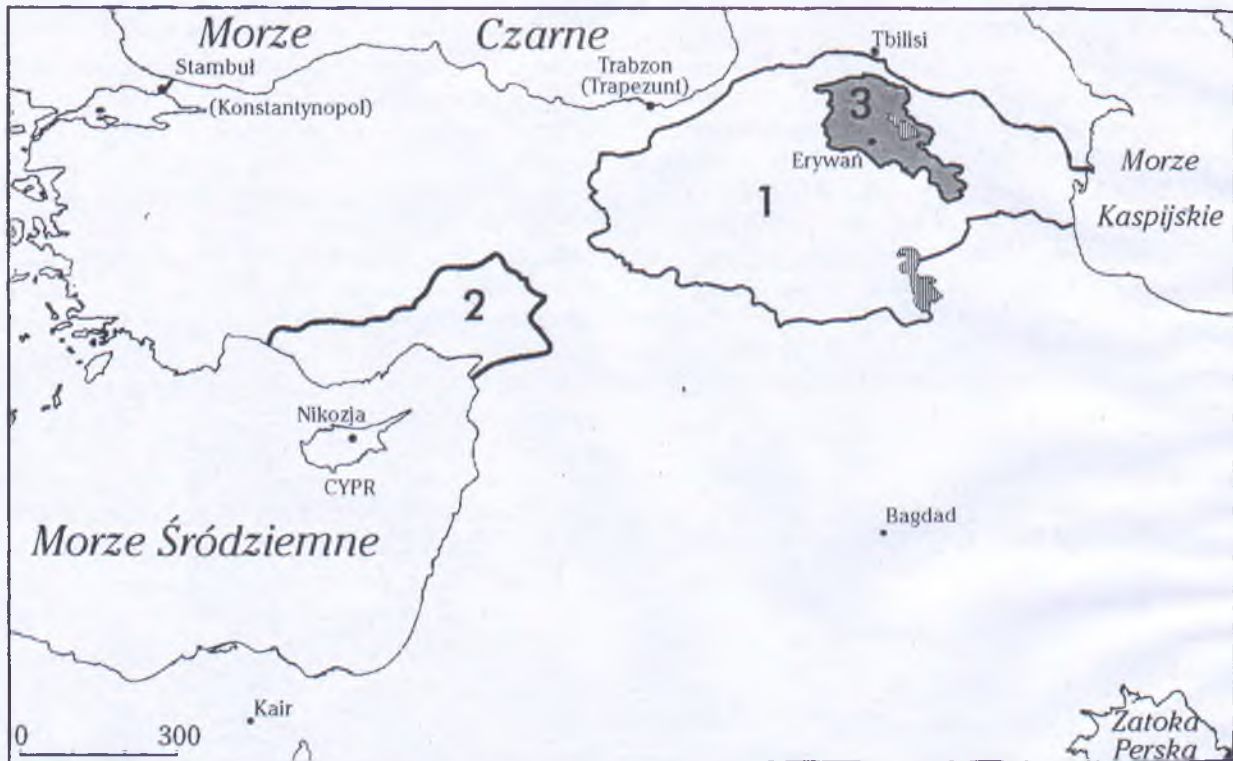 Morze Czarne
Stambuł
(Konstantynopol)
Trabzon
(Trapezunt)
Tbilisi
3
Erywań
Morze
Kaspijskie
1
2
Nikozja
CYPR
Morze Śródziemne
Bagdad
Kair
0 300
Zatoka
Perska